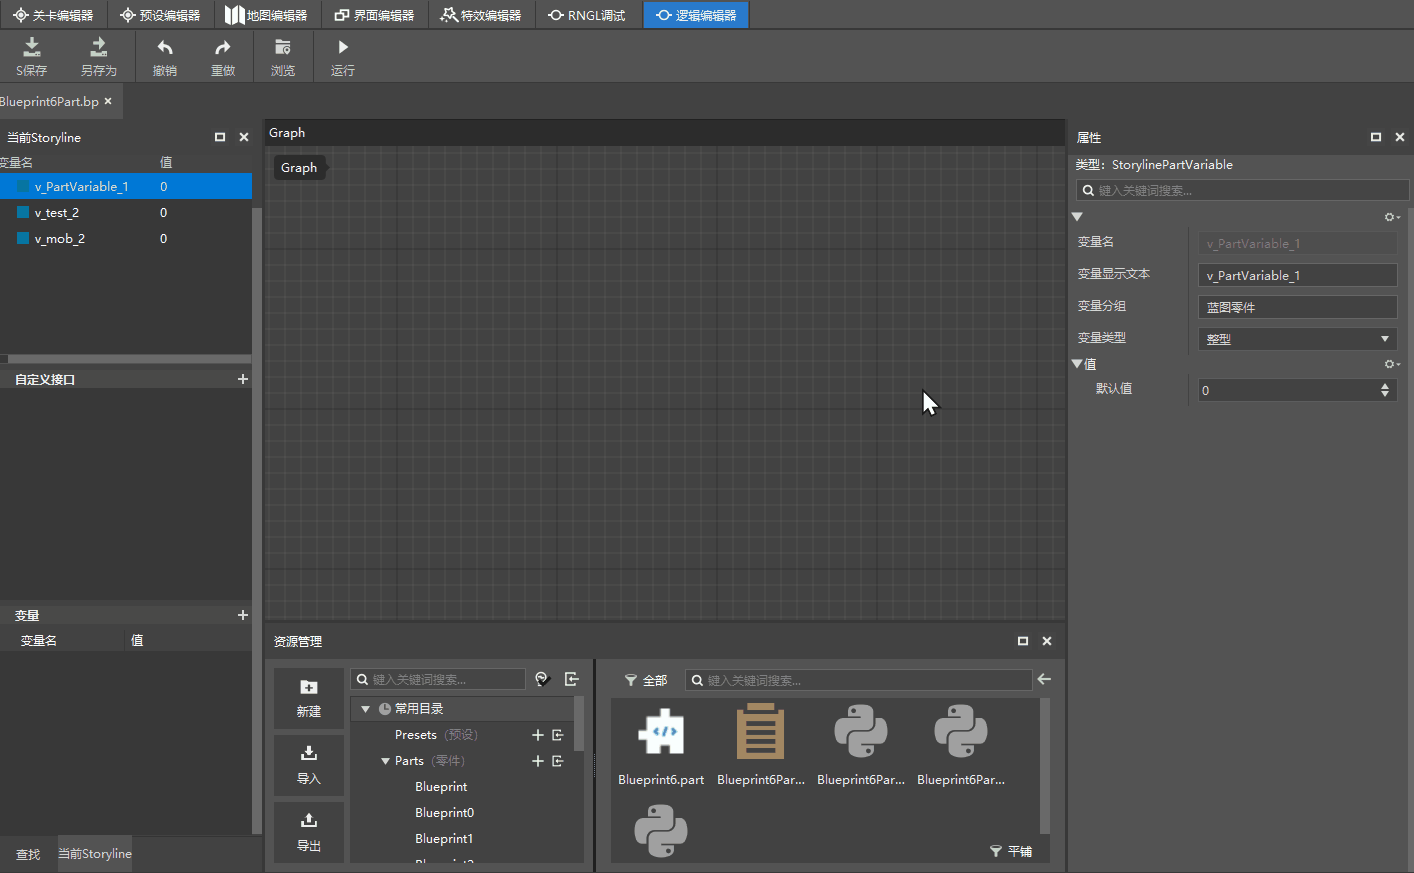 关卡编辑器 预设编辑器 地图编辑器 界面编辑器 特效编辑器 RNGL调试 逻辑编辑器
S保存 另存为 撤销 重做 浏览 运行
Blueprint6Part.bp
当前Storyline
变量名 值
v_PartVariable_1 0
v_test_2 0
v_mob_2 0
自定义接口
变量
变量名 值
查找 当前Storyline
Graph
Graph
资源管理
新建
导入
导出
键入关键词搜索...
常用目录
Presets (预设)
Parts (零件)
Blueprint
Blueprint0
Blueprint1
全部
键入关键词搜索...
Blueprint6.part Blueprint6Par... Blueprint6Par... Blueprint6Par...
平铺
属性
类型: StorylinePartVariable
键入关键词搜索...
变量名 v_PartVariable_1
变量显示文本 v_PartVariable_1
变量分组 蓝图零件
变量类型 整型
值
默认值 0